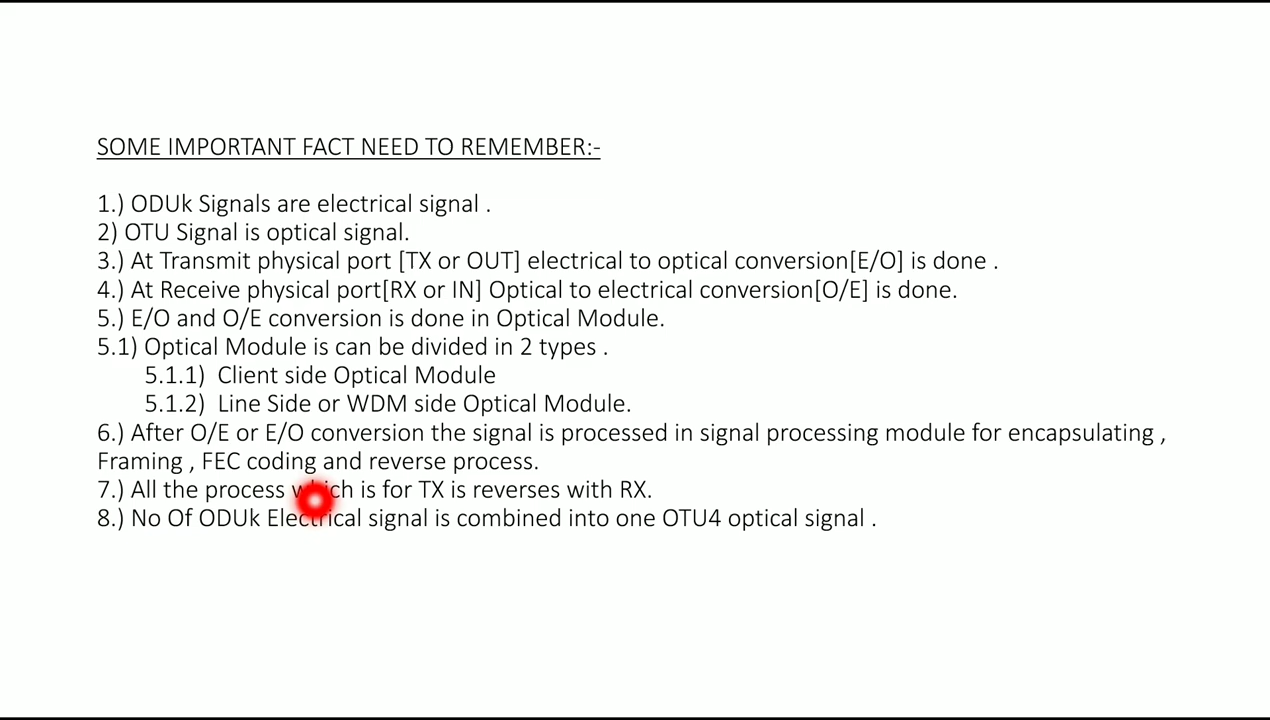 SOME IMPORTANT FACT NEED TO REMEMBER:-
1.) ODUk Signals are electrical signal .
2) OTU Signal is optical signal.
3.) At Transmit physical port [TX or OUT] electrical to optical conversion[E/O] is done .
4.) At Receive physical port[RX or IN] Optical to electrical conversion[O/E] is done.
5.) E/O and O/E conversion is done in Optical Module.
5.1) Optical Module is can be divided in 2 types .
5.1.1) Client side Optical Module
5.1.2) Line Side or WDM side Optical Module.
6.) After O/E or E/O conversion the signal is processed in signal processing module for encapsulating ,
Framing , FEC coding and reverse process.
7.) All the process which is for TX is reverses with RX.
8.) No Of ODUk Electrical signal is combined into one OTU4 optical signal .